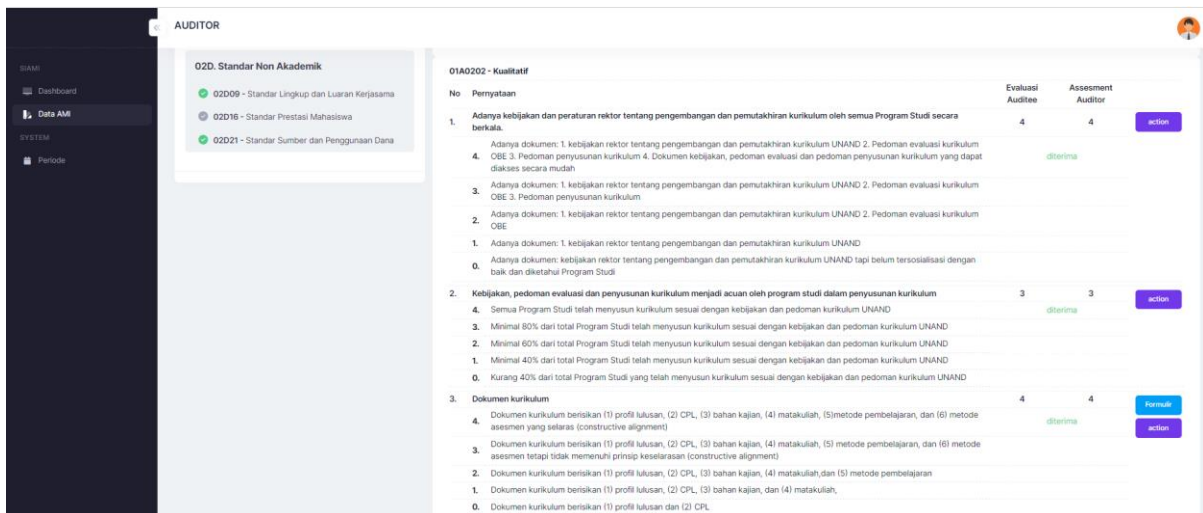 AUDITOR
SIAMI
Dashboard
Data AMI
SYSTEM
Periode
02D. Standar Non Akademik
02D09 - Standar Lingkup dan Luaran Kerjasama
02D16 - Standar Prestasi Mahasiswa
02D21 - Standar Sumber dan Penggunaan Dana
01A0202 - Kualitatif
No Pernyataan Evaluasi Auditee Assesment Auditor
1. Adanya kebijakan dan peraturan rektor tentang pengembangan dan pemutakhiran kurikulum oleh semua Program Studi secara
berkala. 4 4 action
Adanya dokumen: 1. kebijakan rektor tentang pengembangan dan pemutakhiran kurikulum UNAND 2. Pedoman evaluasi kurikulum
4. OBE 3. Pedoman penyusunan kurikulum 4. Dokumen kebijakan, pedoman evaluasi dan pedoman penyusunan kurikulum yang dapat
diakses secara mudah
diterima
3. Adanya dokumen: 1. kebijakan rektor tentang pengembangan dan pemutakhiran kurikulum UNAND 2. Pedoman evaluasi kurikulum
OBE 3. Pedoman penyusunan kurikulum
2. Adanya dokumen: 1. kebijakan rektor tentang pengembangan dan pemutakhiran kurikulum UNAND 2. Pedoman evaluasi kurikulum
OBE
1. Adanya dokumen: 1. kebijakan rektor tentang pengembangan dan pemutakhiran kurikulum UNAND
0. Adanya dokumen: kebijakan rektor tentang pengembangan dan pemutakhiran kurikulum UNAND tapi belum tersosialisasi dengan
baik dan diketahui Program Studi
2. Kebijakan, pedoman evaluasi dan penyusunan kurikulum menjadi acuan oleh program studi dalam penyusunan kurikulum 3 3 action
4. Semua Program Studi telah menyusun kurikulum sesuai dengan kebijakan dan pedoman kurikulum UNAND diterima
3. Minimal 80% dari total Program Studi telah menyusun kurikulum sesuai dengan kebijakan dan pedoman kurikulum UNAND
2. Minimal 60% dari total Program Studi telah menyusun kurikulum sesuai dengan kebijakan dan pedoman kurikulum UNAND
1. Minimal 40% dari total Program Studi telah menyusun kurikulum sesuai dengan kebijakan dan pedoman kurikulum UNAND
0. Kurang 40% dari total Program Studi yang telah menyusun kurikulum sesuai dengan kebijakan dan pedoman kurikulum UNAND
3. Dokumen kurikulum 4 4 Formulir
4. Dokumen kurikulum berisikan (1) profil lulusan, (2) CPL, (3) bahan kajian, (4) matakuliah, (5)metode pembelajaran, dan (6) metode
asesmen yang selaras (constructive alignment)
diterima action
3. Dokumen kurikulum berisikan (1) profil lulusan, (2) CPL, (3) bahan kajian, (4) matakuliah, (5) metode pembelajaran, dan (6) metode
asesmen tetapi tidak memenuhi prinsip keselarasan (constructive alignment)
2. Dokumen kurikulum berisikan (1) profil lulusan, (2) CPL, (3) bahan kajian, (4) matakuliah,dan (5) metode pembelajaran
1. Dokumen kurikulum berisikan (1) profil lulusan, (2) CPL, (3) bahan kajian, dan (4) matakuliah,
0. Dokumen kurikulum berisikan (1) profil lulusan dan (2) CPL